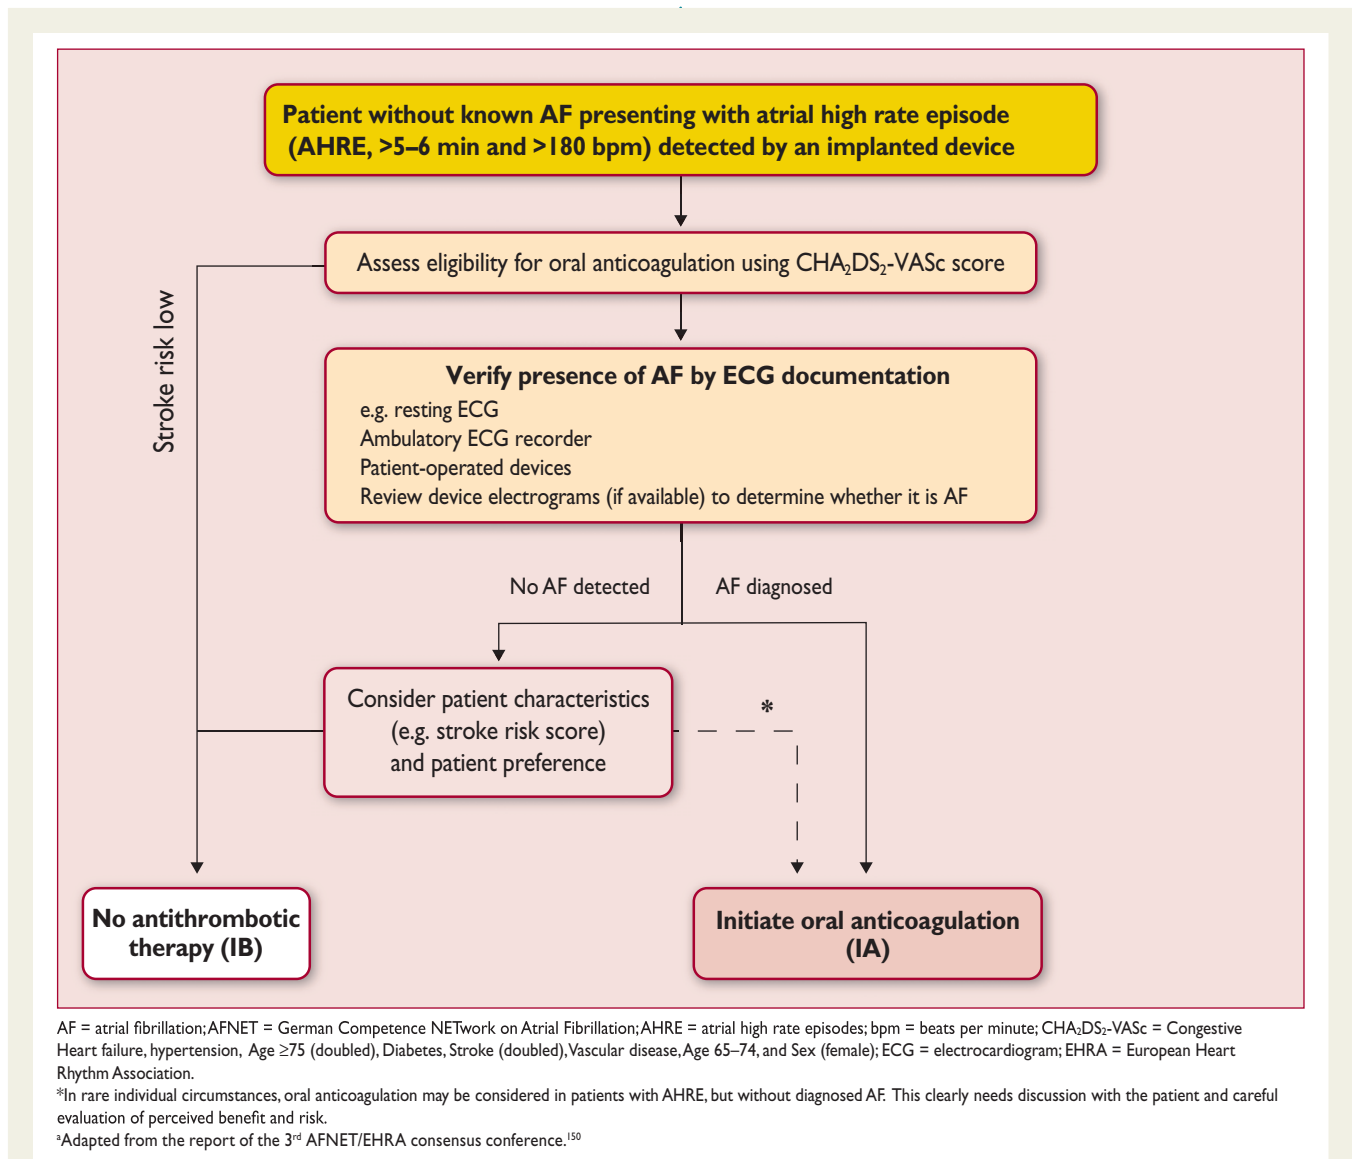 Patient without known AF presenting with atrial high rate episode
(AHRE, >5–6 min and >180 bpm) detected by an implanted device
Assess eligibility for oral anticoagulation using CHA₂DS₂-VASc score
Stroke risk low
Verify presence of AF by ECG documentation
e.g. resting ECG
Ambulatory ECG recorder
Patient-operated devices
Review device electrograms (if available) to determine whether it is AF
No AF detected
AF diagnosed
Consider patient characteristics
(e.g. stroke risk score)
and patient preference
*
No antithrombotic
therapy (IB)
Initiate oral anticoagulation
(IA)
AF = atrial fibrillation; AFNET = German Competence NETwork on Atrial Fibrillation; AHRE = atrial high rate episodes; bpm = beats per minute; CHA₂DS₂-VASc = Congestive
Heart failure, hypertension, Age ≥75 (doubled), Diabetes, Stroke (doubled), Vascular disease, Age 65–74, and Sex (female); ECG = electrocardiogram; EHRA = European Heart
Rhythm Association.
*In rare individual circumstances, oral anticoagulation may be considered in patients with AHRE, but without diagnosed AF. This clearly needs discussion with the patient and careful
evaluation of perceived benefit and risk.
ᵃAdapted from the report of the 3ʳᵈ AFNET/EHRA consensus conference.¹⁵⁰